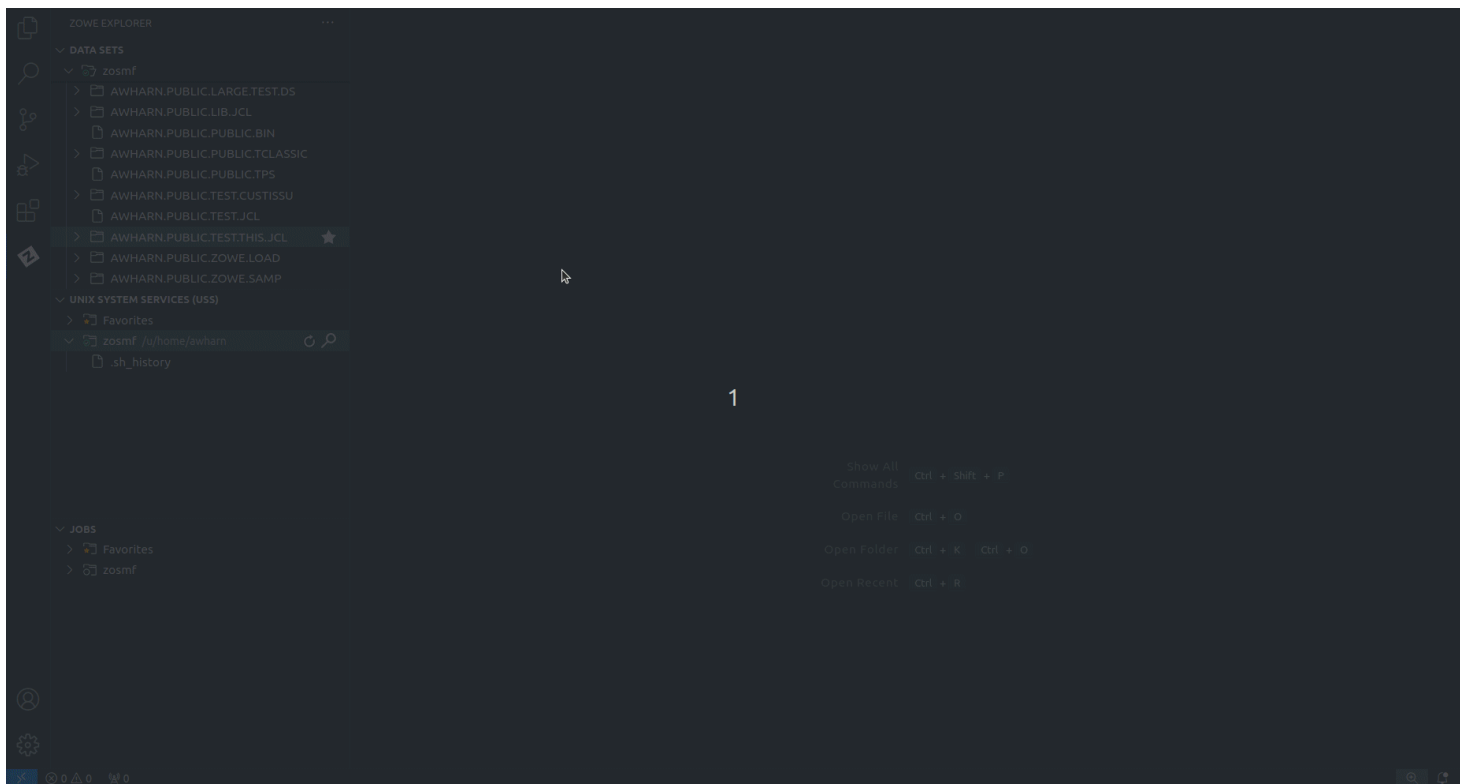 ZOWE EXPLORER
DATA SETS
zosmf
AWHARN.PUBLIC.LARGE.TEST.DS
AWHARN.PUBLIC.LIB.JCL
AWHARN.PUBLIC.PUBLIC.BIN
AWHARN.PUBLIC.PUBLIC.TCLASSIC
AWHARN.PUBLIC.PUBLIC.TPS
AWHARN.PUBLIC.TEST.CUSTISSU
AWHARN.PUBLIC.TEST.JCL
AWHARN.PUBLIC.TEST.THIS.JCL
AWHARN.PUBLIC.ZOWE.LOAD
AWHARN.PUBLIC.ZOWE.SAMP
UNIX SYSTEM SERVICES (USS)
Favorites
zosmf /u/home/awharn
.sh_history
JOBS
Favorites
zosmf
1
Show All
Commands Ctrl + Shift + P
Open File Ctrl + O
Open Folder Ctrl + K Ctrl + O
Open Recent Ctrl + R
0 0 0